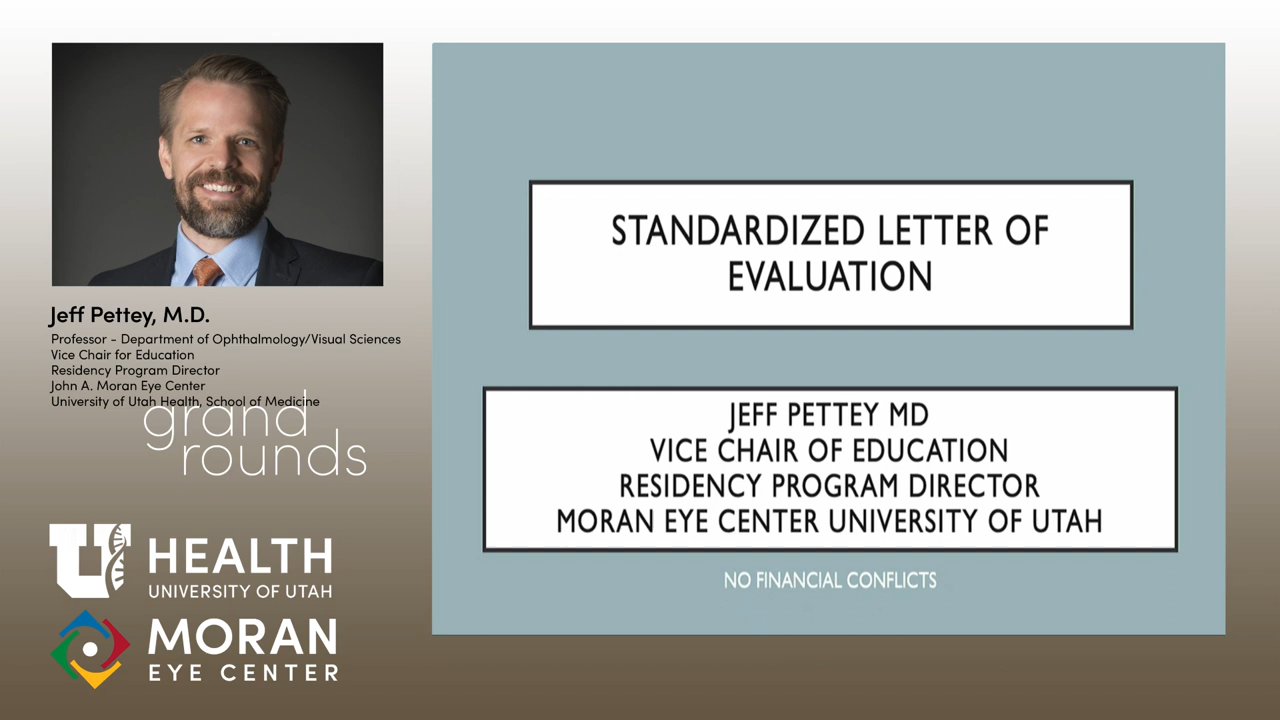 Jeff Pettey, M.D.
Professor - Department of Ophthalmology/Visual Sciences
Vice Chair for Education
Residency Program Director
John A. Moran Eye Center
University of Utah Health, School of Medicine
grand
rounds
U HEALTH
UNIVERSITY OF UTAH
MORAN
EYE CENTER
STANDARDIZED LETTER OF
EVALUATION
JEFF PETTEY MD
VICE CHAIR OF EDUCATION
RESIDENCY PROGRAM DIRECTOR
MORAN EYE CENTER UNIVERSITY OF UTAH
NO FINANCIAL CONFLICTS